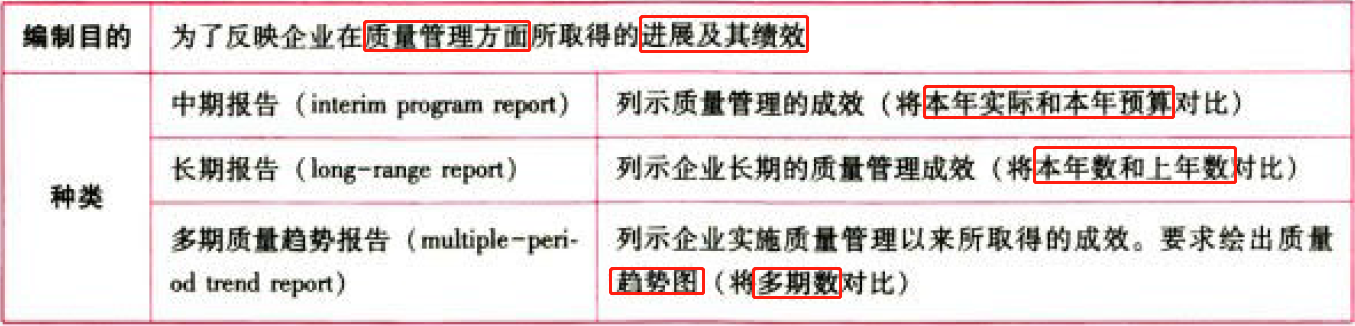 编制目的
为了反映企业在质量管理方面所取得的进展及其绩效
种类
中期报告（interim program report）
列示质量管理的成效（将本年实际和本年预算对比）
长期报告（long-range report）
列示企业长期的质量管理成效（将本年数和上年数对比）
多期质量趋势报告（multiple-peri-
od trend report）
列示企业实施质量管理以来所取得的成效。要求绘出质量
趋势图（将多期数对比）